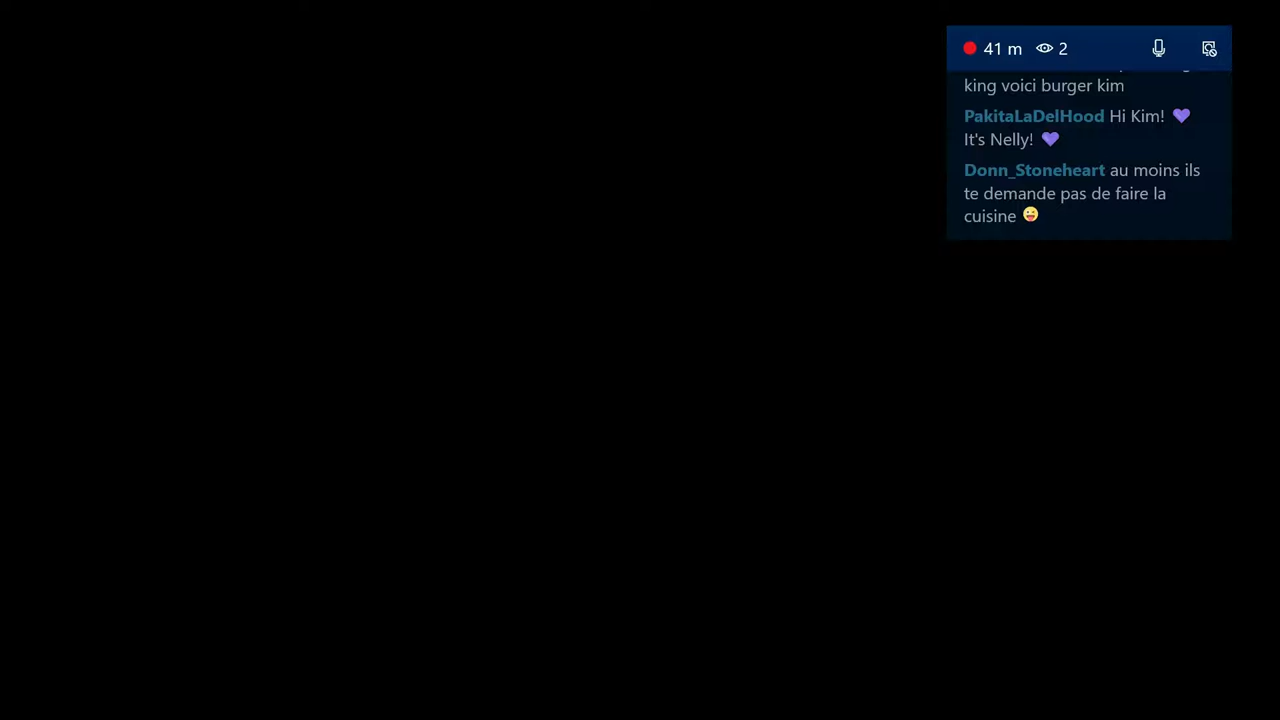 41 m 2
king voici burger kim
PakitaLaDelHood Hi Kim! 💜
It's Nelly! 💜
Donn_Stoneheart au moins ils
te demande pas de faire la
cuisine 😜